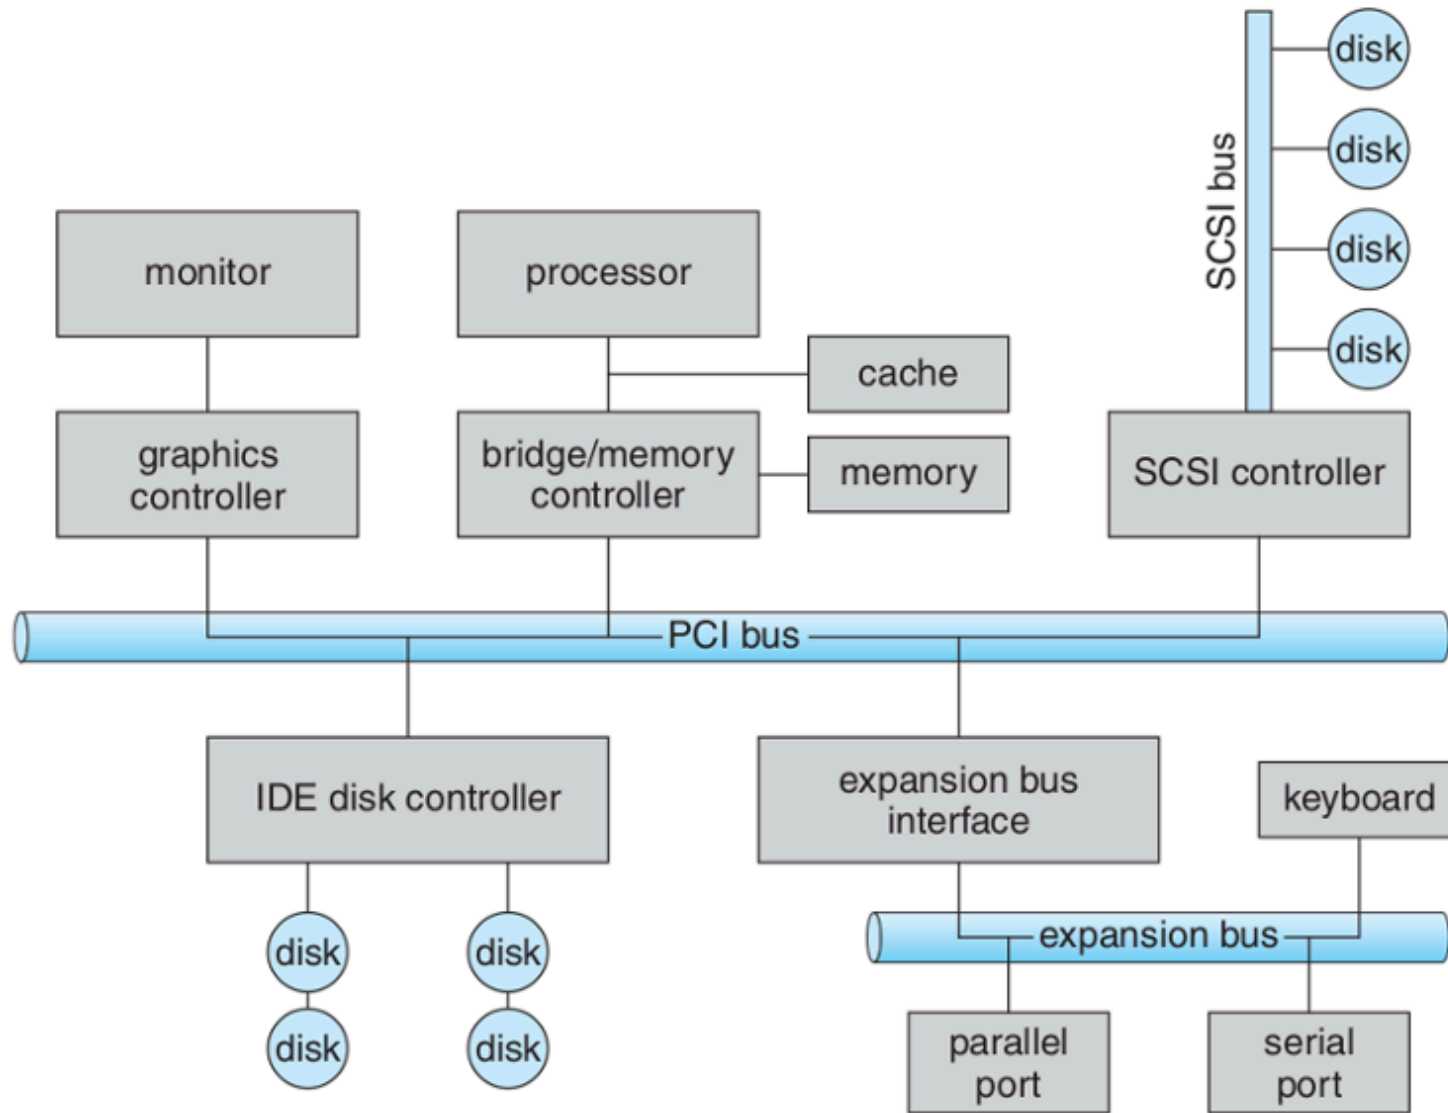 disk
disk
disk
disk
SCSI bus
monitor
processor
cache
graphics
controller
bridge/memory
controller
memory
SCSI controller
PCI bus
IDE disk controller
expansion bus
interface
keyboard
disk
disk
disk
disk
expansion bus
parallel
port
serial
port